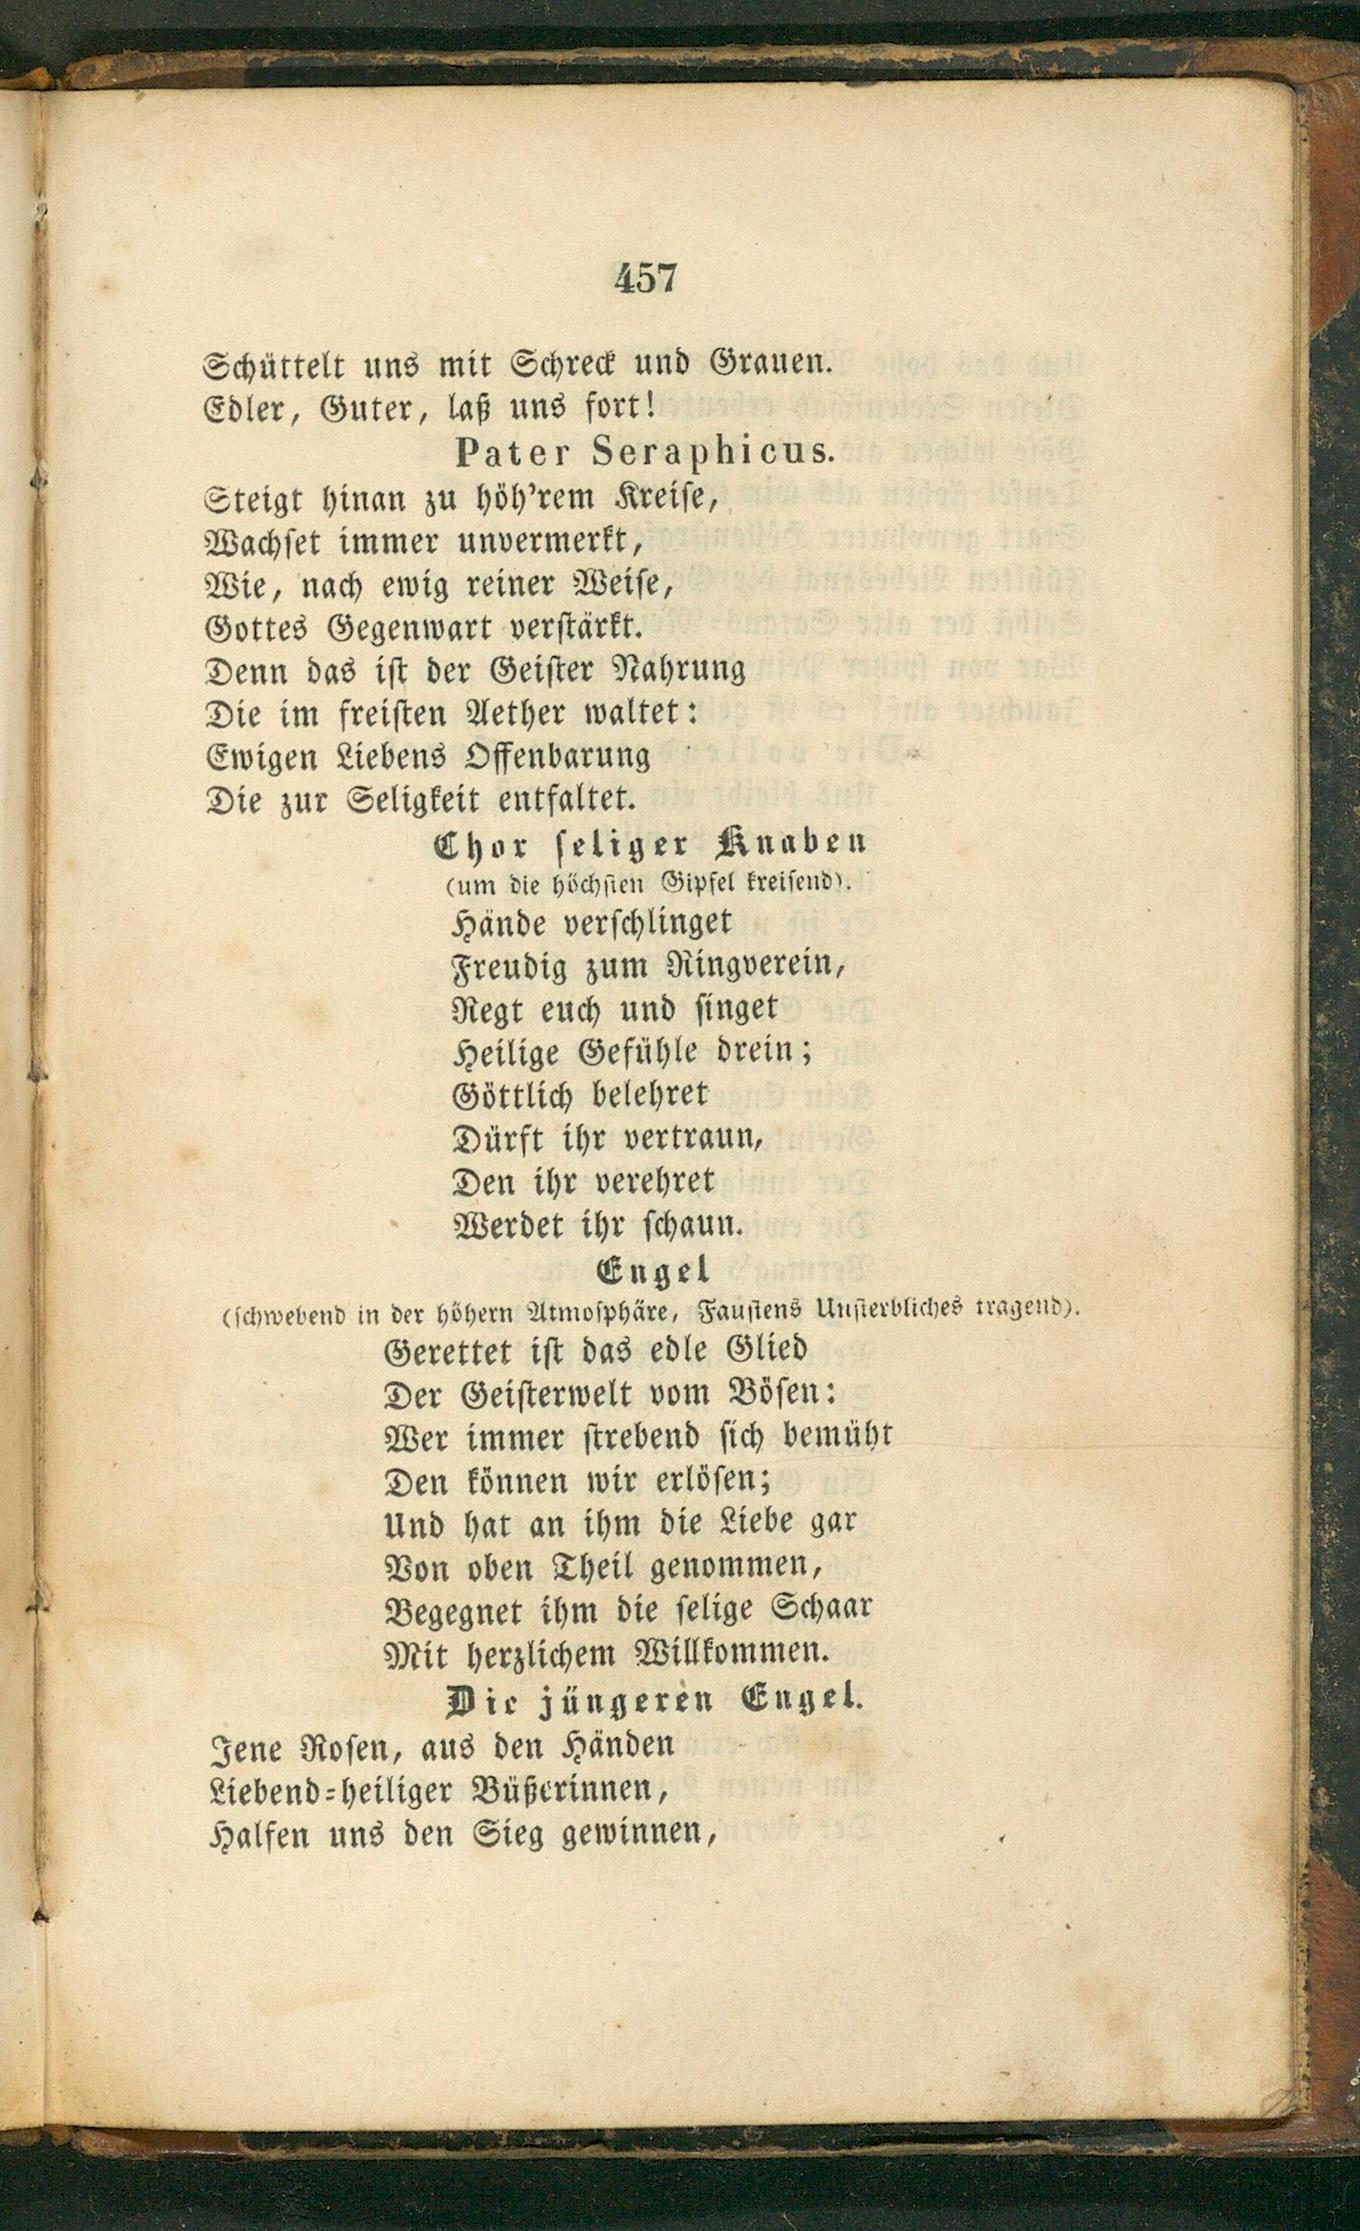 457
Schüttelt uns mit Schreck und Grauen.
Edler, Guter, laß uns fort!
Pater Seraphicus.
Steigt hinan zu höh'rem Kreise,
Wachset immer unvermerkt,
Wie, nach ewig reiner Weise,
Gottes Gegenwart verstärkt.
Denn das ist der Geister Nahrung
Die im freisten Aether waltet:
Ewigen Liebens Offenbarung
Die zur Seligkeit entfaltet.
Chor seliger Knaben
(um die höchsten Gipfel kreisend).
Hände verschlinget
Freudig zum Ringverein,
Regt euch und singet
Heilige Gefühle drein;
Göttlich belehret
Dürft ihr vertraun,
Den ihr verehret
Werdet ihr schaun.
Engel
(schwebend in der höhern Atmosphäre, Faustens Unsterbliches tragend).
Gerettet ist das edle Glied
Der Geisterwelt vom Bösen:
Wer immer strebend sich bemüht
Den können wir erlösen;
Und hat an ihm die Liebe gar
Von oben Theil genommen,
Begegnet ihm die selige Schaar
Mit herzlichem Willkommen.
Die jüngeren Engel.
Jene Rosen, aus den Händen
Liebend-heiliger Büßerinnen,
Halfen uns den Sieg gewinnen,